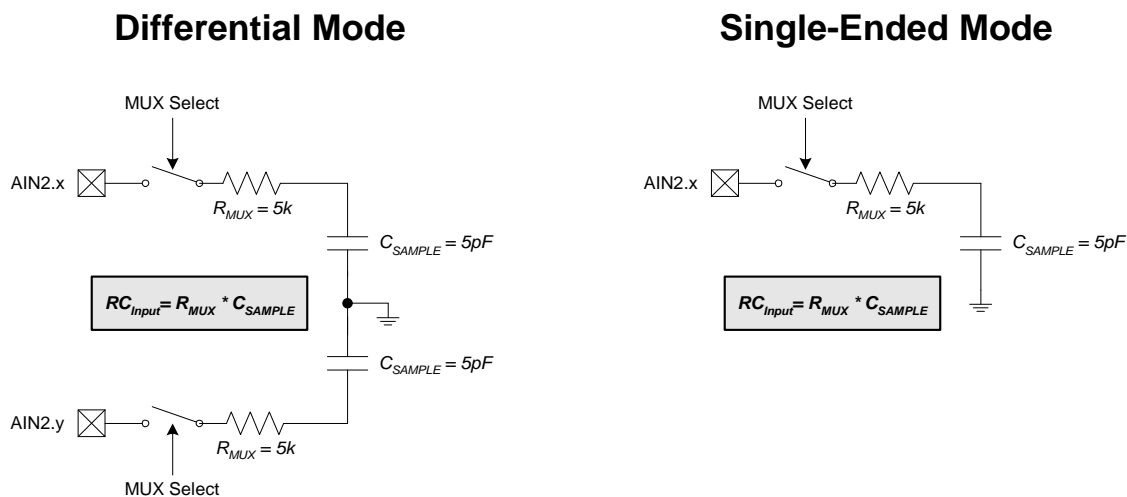 Differential Mode
MUX Select
AIN2.x
R_MUX = 5k
C_SAMPLE = 5pF
RC_Input= R_MUX * C_SAMPLE
C_SAMPLE = 5pF
AIN2.y
R_MUX = 5k
MUX Select
Single-Ended Mode
MUX Select
AIN2.x
R_MUX = 5k
C_SAMPLE = 5pF
RC_Input= R_MUX * C_SAMPLE